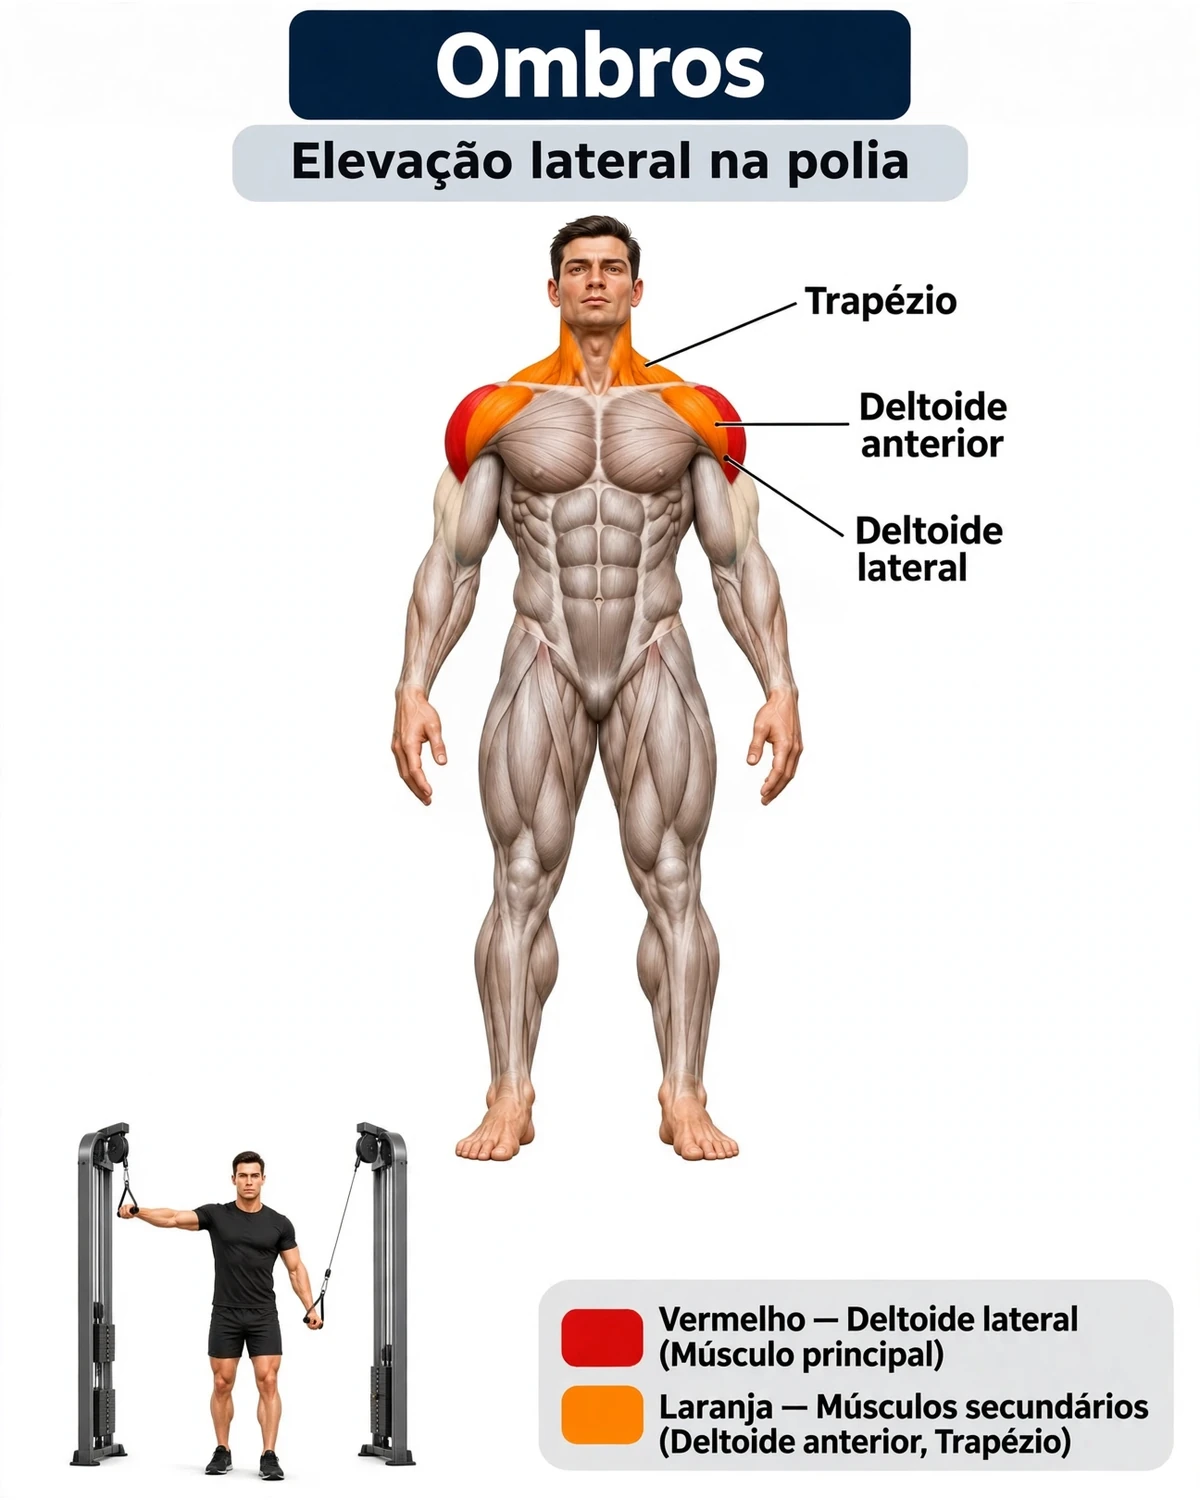 Ombros
Elevação lateral na polia
Trapézio
Deltoide
anterior
Deltoide
lateral
Vermelho — Deltoide lateral
(Músculo principal)
Laranja — Músculos secundários
(Deltoide anterior, Trapézio)